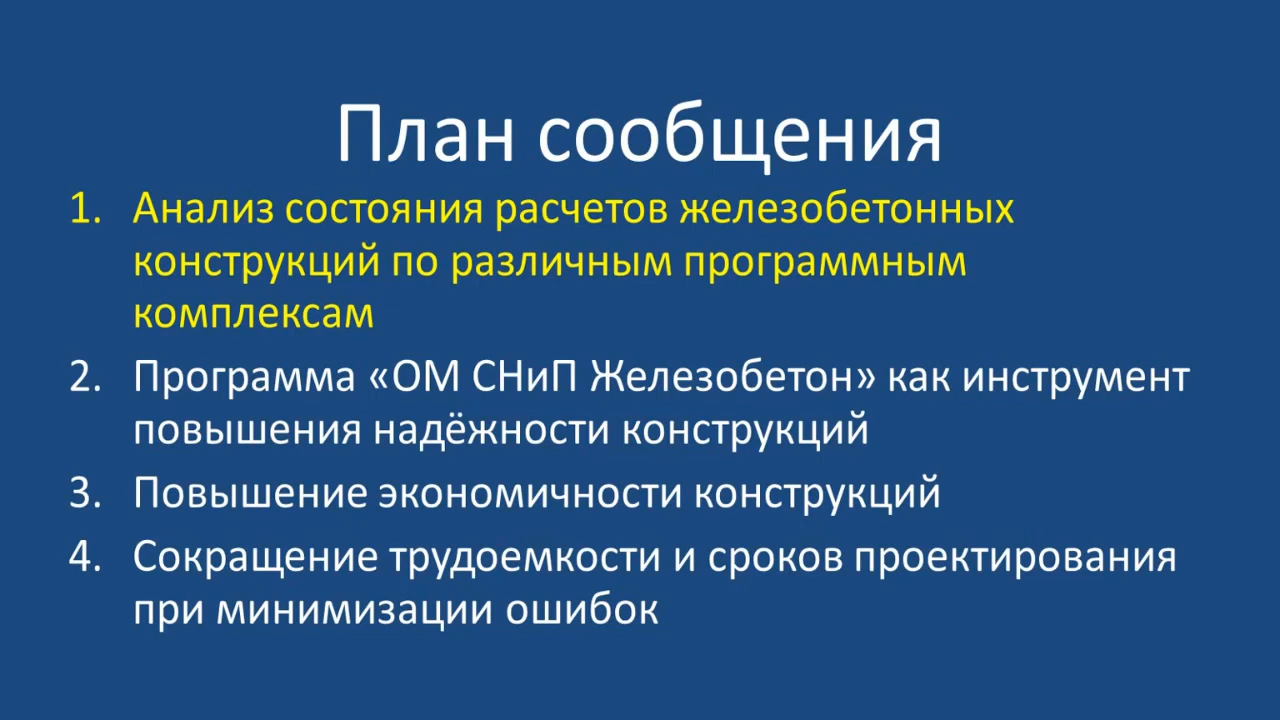 План сообщения
1. Анализ состояния расчетов железобетонных
конструкций по различным программным
комплексам
2. Программа «ОМ СНиП Железобетон» как инструмент
повышения надёжности конструкций
3. Повышение экономичности конструкций
4. Сокращение трудоемкости и сроков проектирования
при минимизации ошибок